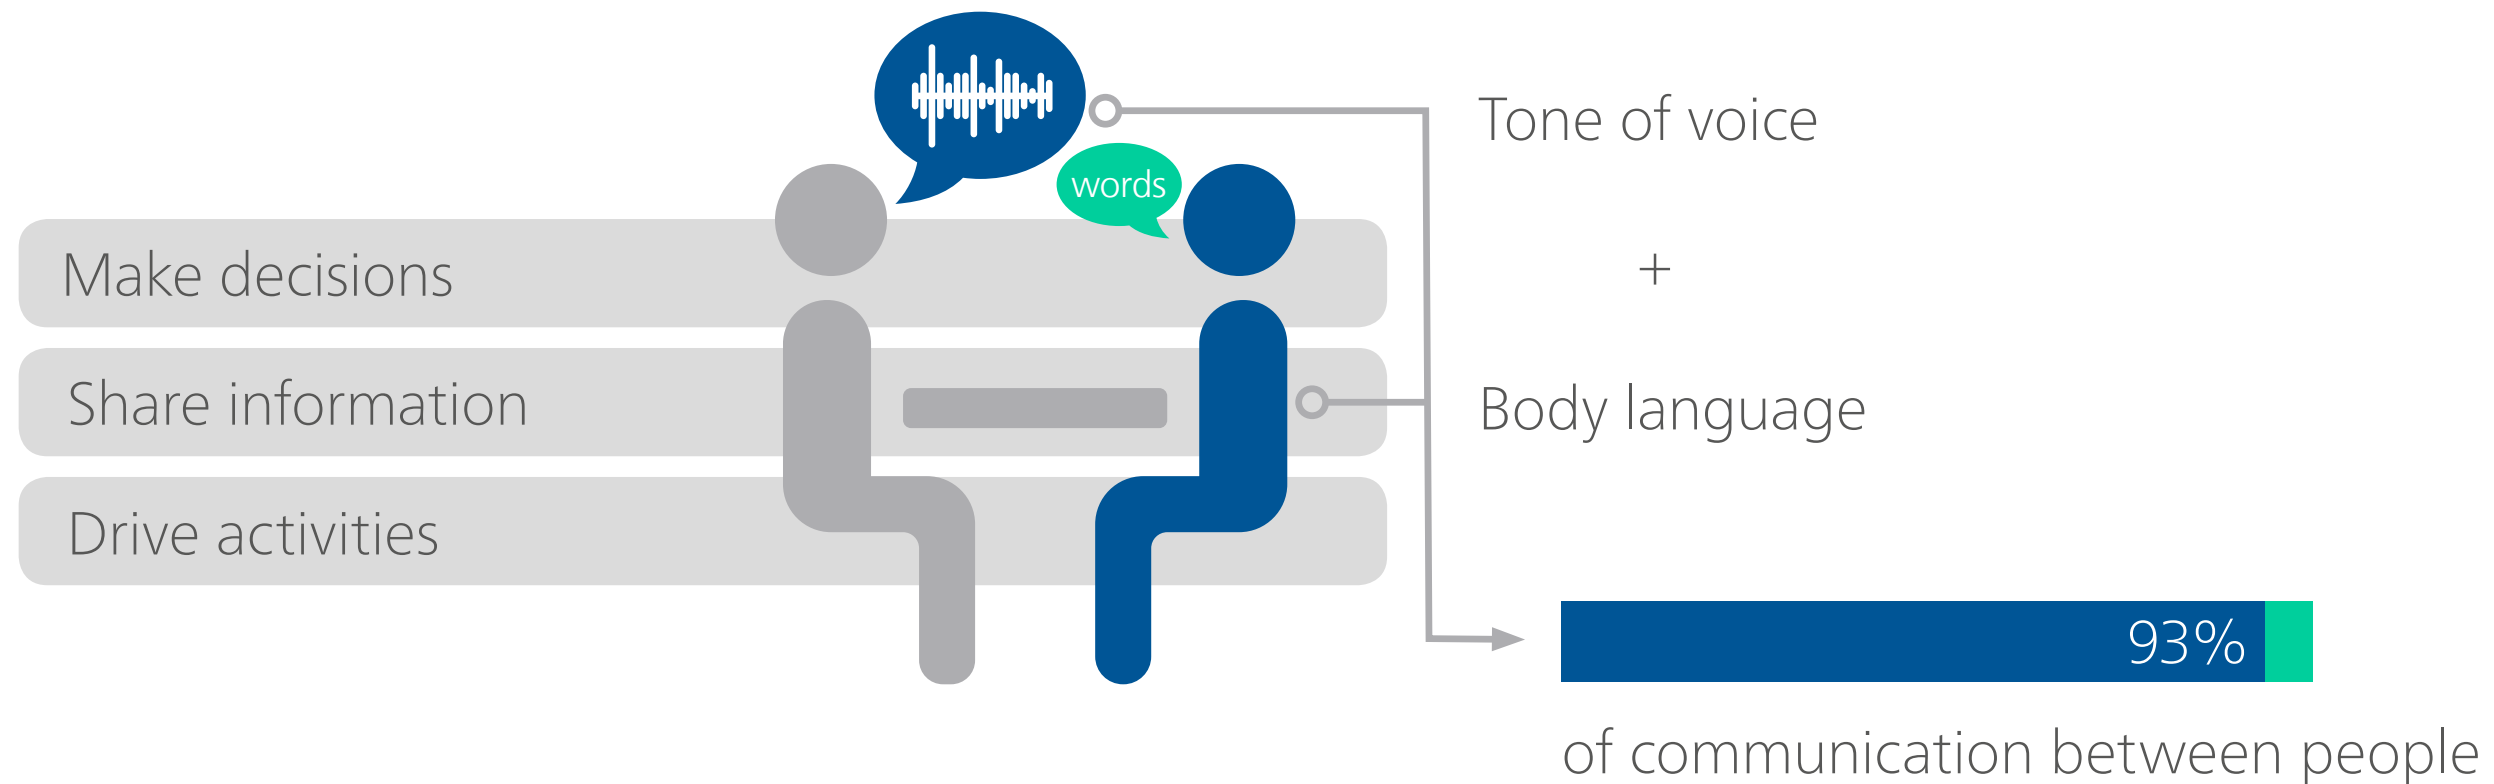 Tone of voice
words
Make decisions
+
Share information
Body language
Drive activities
93%
of communication between people